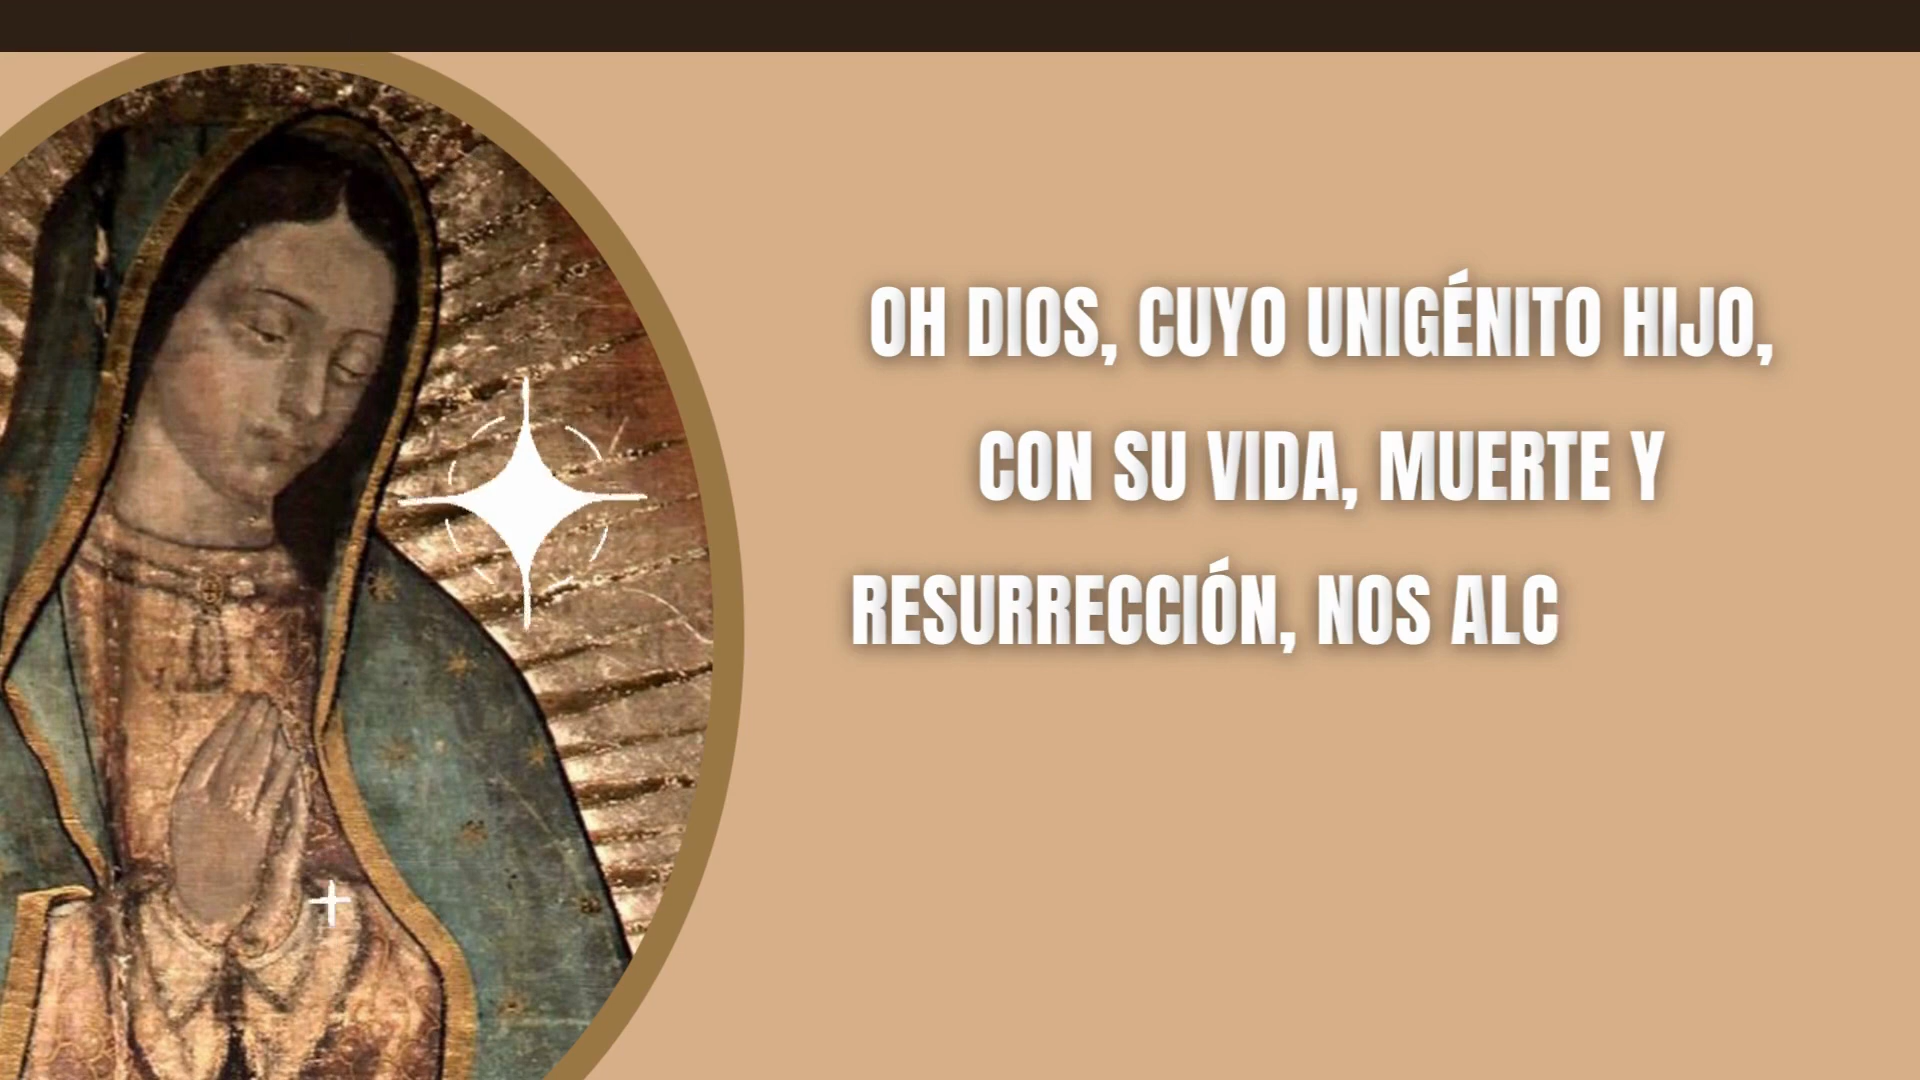 OH DIOS, CUYO UNIGÉNITO HIJO,
CON SU VIDA, MUERTE Y
RESURRECCIÓN, NOS ALC